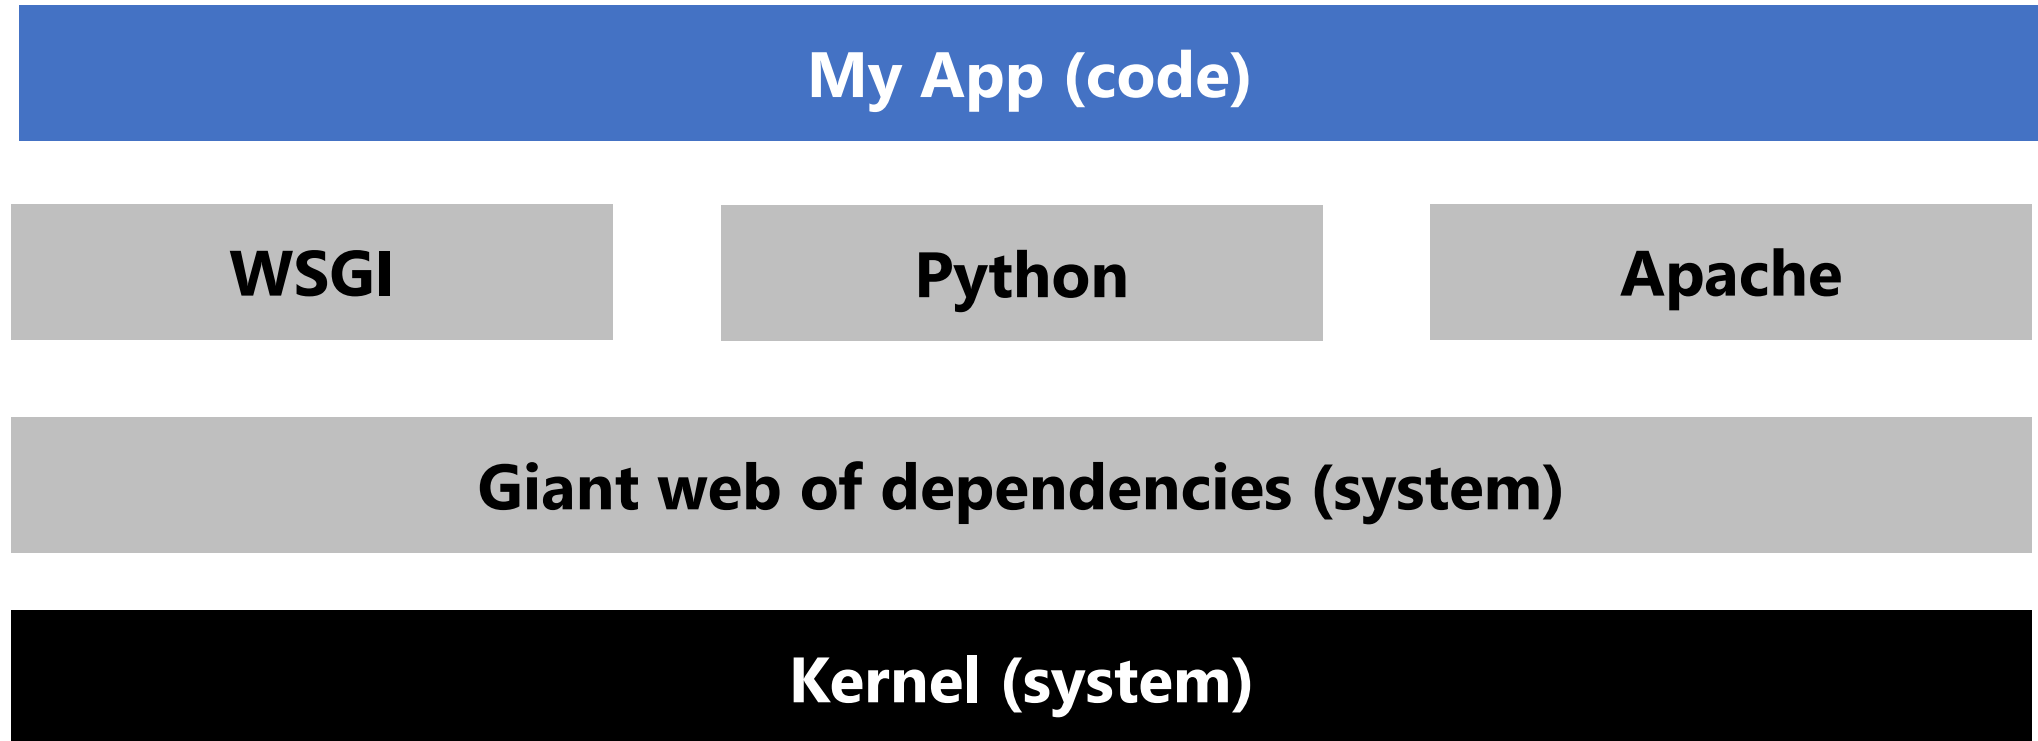 My App (code)
WSGI
Python
Apache
Giant web of dependencies (system)
Kernel (system)